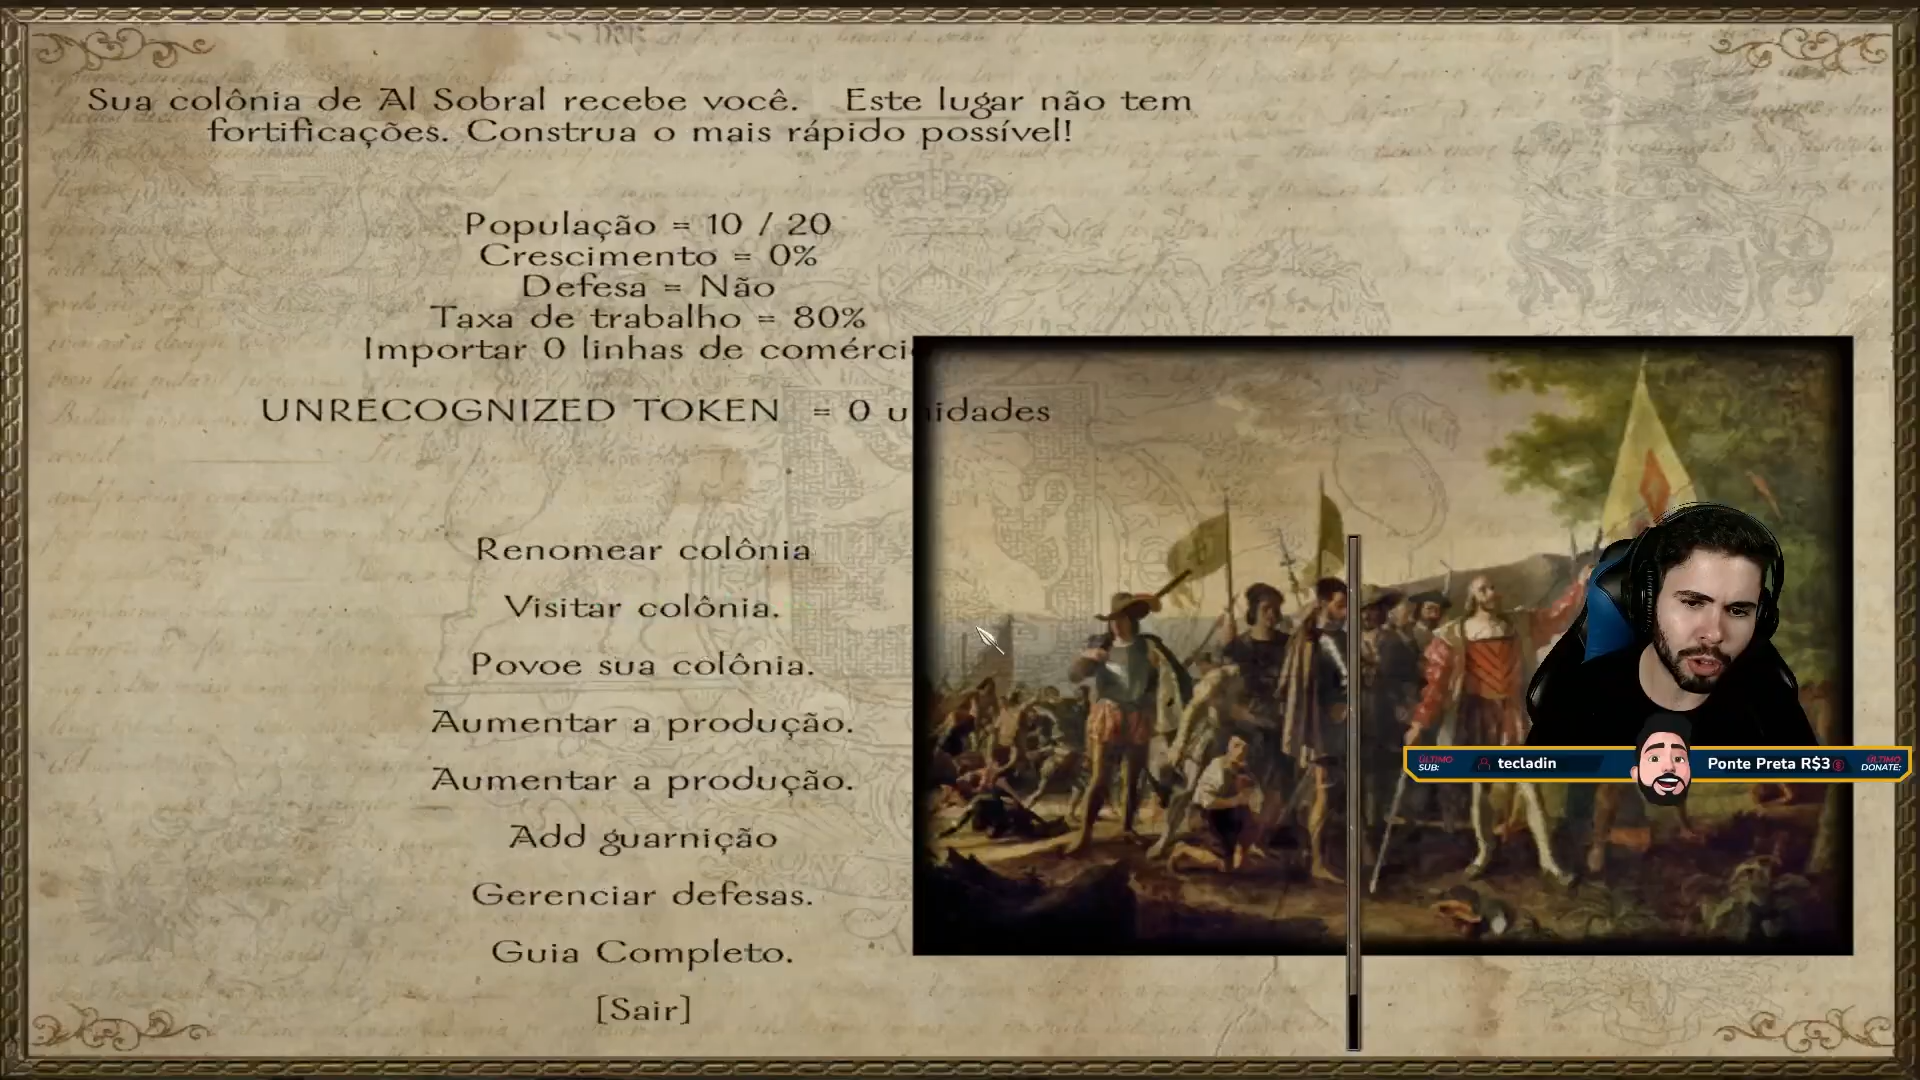 Sua colônia de Al Sobral recebe você. Este lugar não tem
fortificações. Construa o mais rápido possível!
População = 10 / 20
Crescimento = 0%
Defesa = Não
Taxa de trabalho = 80%
Importar 0 linhas de comérci
UNRECOGNIZED TOKEN = 0 unidades
Renomear colônia
Visitar colônia.
Povoe sua colônia.
Aumentar a produção.
Aumentar a produção.
Add guarnição
Gerenciar defesas.
Guia Completo.
[Sair]
ÚLTIMO SUB: tecladin
Ponte Preta R$3 ÚLTIMO DONATE: